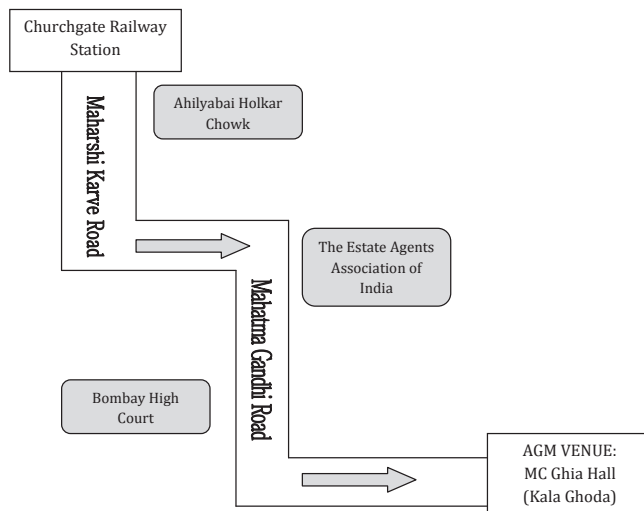 Churchgate Railway
Station
Ahilyabai Holkar
Chowk
Maharshi Karve Road
The Estate Agents
Association of
India
Mahatma Gandhi Road
Bombay High
Court
AGM VENUE:
MC Ghia Hall
(Kala Ghoda)